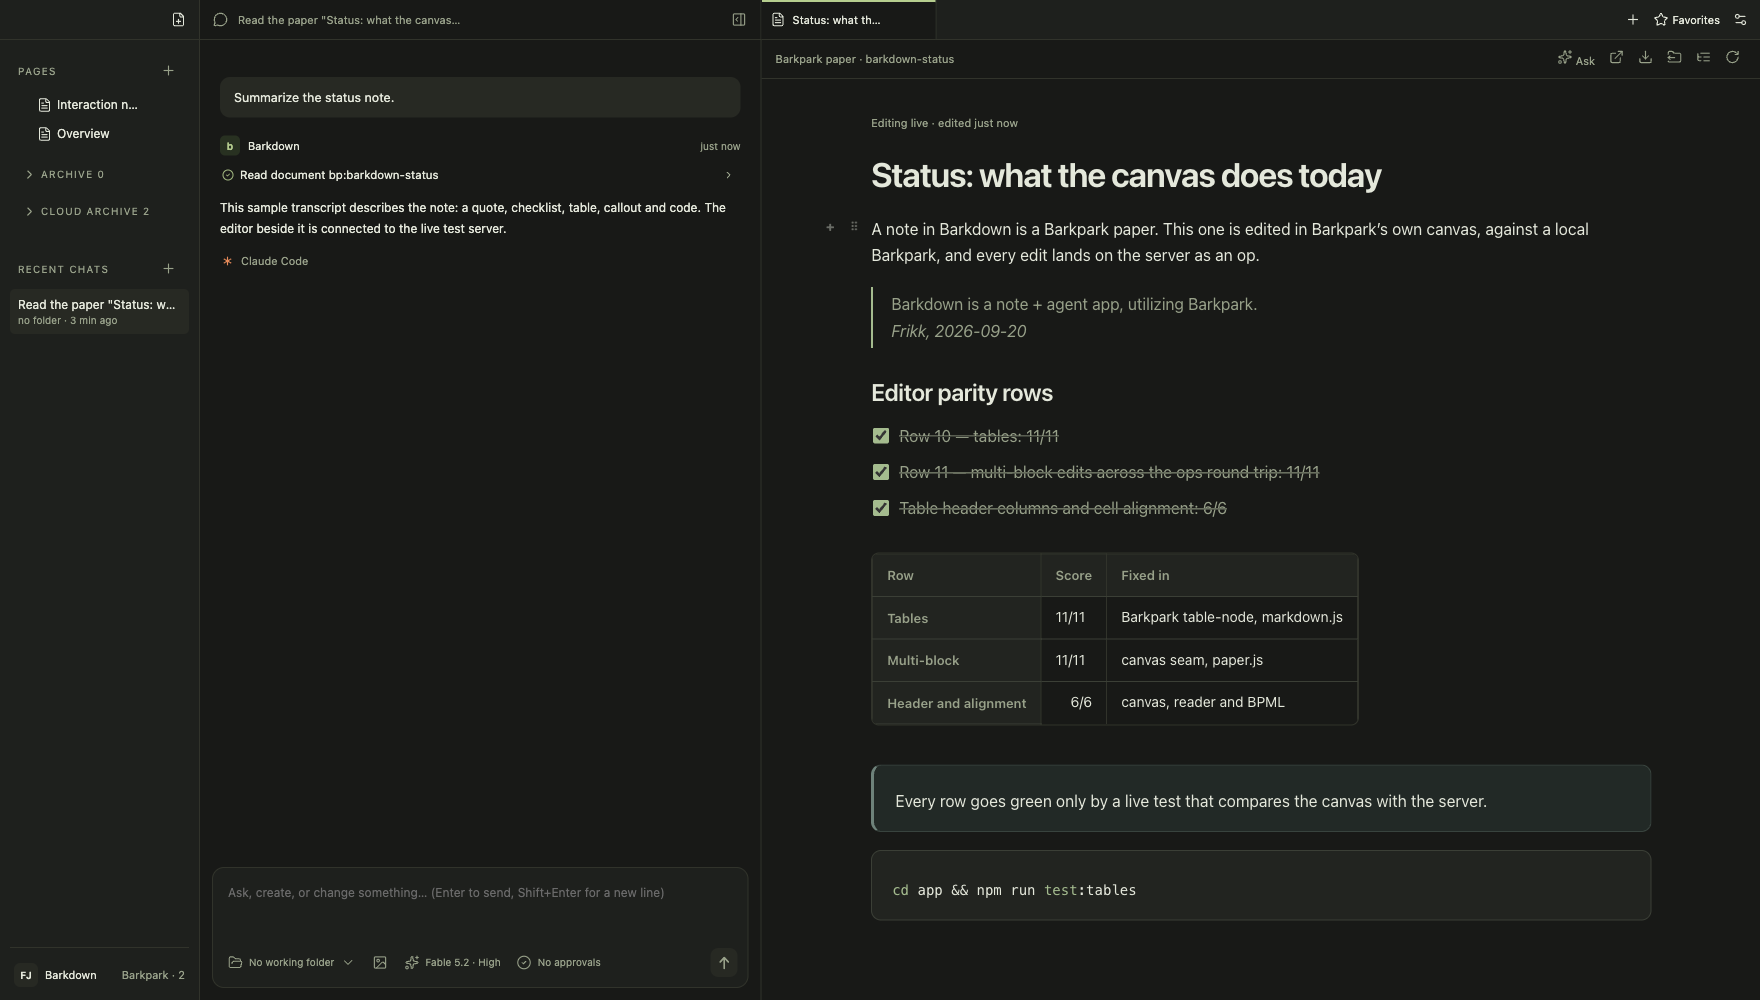 PAGES
Interaction n...
Overview
ARCHIVE 0
CLOUD ARCHIVE 2
RECENT CHATS
Read the paper "Status: w...
no folder · 3 min ago
FJ Barkdown Barkpark · 2
Read the paper "Status: what the canvas...
Summarize the status note.
b Barkdown just now
Read document bp:barkdown-status
This sample transcript describes the note: a quote, checklist, table, callout and code. The
editor beside it is connected to the live test server.
Claude Code
Ask, create, or change something... (Enter to send, Shift+Enter for a new line)
No working folder Fable 5.2 · High No approvals
Status: what th... Favorites
Barkpark paper · barkdown-status Ask
Editing live · edited just now
Status: what the canvas does today
A note in Barkdown is a Barkpark paper. This one is edited in Barkpark’s own canvas, against a local
Barkpark, and every edit lands on the server as an op.
Barkdown is a note + agent app, utilizing Barkpark.
Frikk, 2026-09-20
Editor parity rows
Row 10 — tables: 11/11
Row 11 — multi-block edits across the ops round trip: 11/11
Table header columns and cell alignment: 6/6
Row Score Fixed in
Tables 11/11 Barkpark table-node, markdown.js
Multi-block 11/11 canvas seam, paper.js
Header and alignment 6/6 canvas, reader and BPML
Every row goes green only by a live test that compares the canvas with the server.
cd app && npm run test:tables